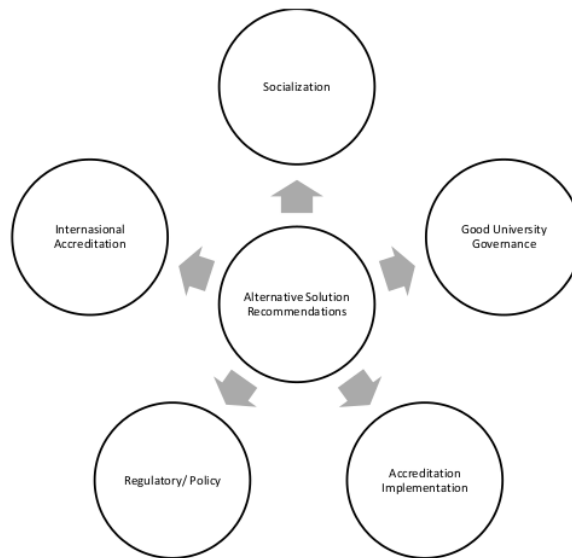 Socialization
Internasional
Accreditation
Good University
Governance
Alternative Solution
Recommendations
Regulatory/ Policy
Accreditation
Implementation